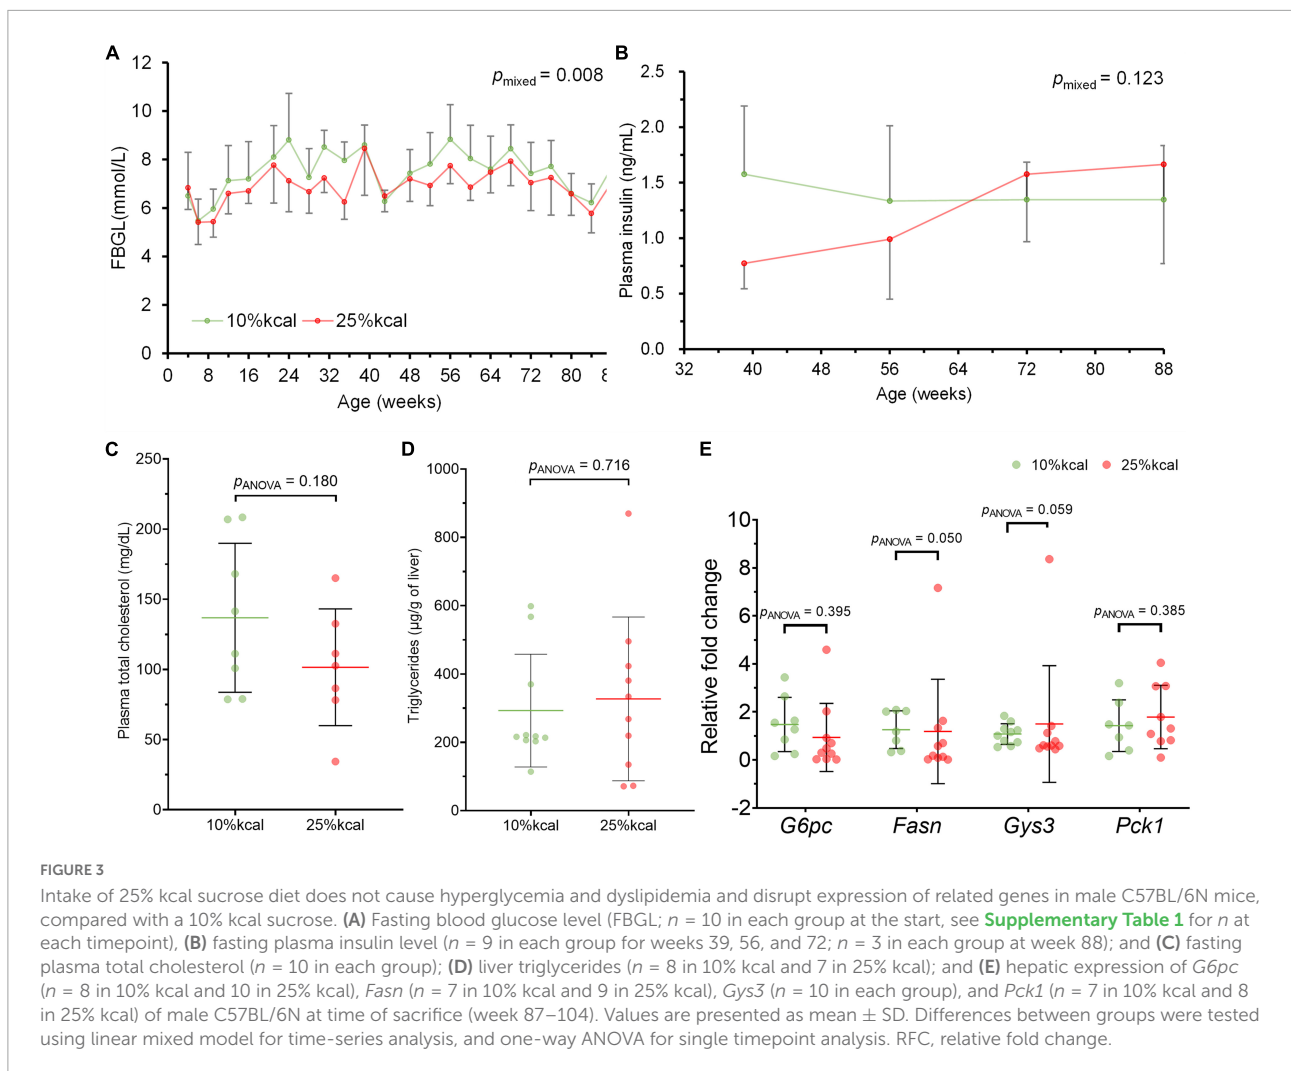 A
p_mixed = 0.008
FBGL(mmol/L)
12
10
8
6
4
2
0
10%kcal
25%kcal
0 8 16 24 32 40 48 56 64 72 80
Age (weeks)
B
p_mixed = 0.123
Plasma insulin (ng/mL)
2.5
2.0
1.5
1.0
0.5
0.0
32 40 48 56 64 72 80 88
Age (weeks)
C
p_ANOVA = 0.180
Plasma total cholesterol (mg/dL)
250
200
150
100
50
0
10%kcal 25%kcal
D
p_ANOVA = 0.716
Triglycerides (µg/g of liver)
1000
800
600
400
200
0
10%kcal 25%kcal
E
10%kcal 25%kcal
p_ANOVA = 0.059
p_ANOVA = 0.050
p_ANOVA = 0.395
p_ANOVA = 0.385
Relative fold change
10
8
6
4
2
0
-2
G6pc Fasn Gys3 Pck1
FIGURE 3
Intake of 25% kcal sucrose diet does not cause hyperglycemia and dyslipidemia and disrupt expression of related genes in male C57BL/6N mice,
compared with a 10% kcal sucrose. (A) Fasting blood glucose level (FBGL; n = 10 in each group at the start, see Supplementary Table 1 for n at
each timepoint), (B) fasting plasma insulin level (n = 9 in each group for weeks 39, 56, and 72; n = 3 in each group at week 88); and (C) fasting
plasma total cholesterol (n = 10 in each group); (D) liver triglycerides (n = 8 in 10% kcal and 7 in 25% kcal); and (E) hepatic expression of G6pc
(n = 8 in 10% kcal and 10 in 25% kcal), Fasn (n = 7 in 10% kcal and 9 in 25% kcal), Gys3 (n = 10 in each group), and Pck1 (n = 7 in 10% kcal and 8
in 25% kcal) of male C57BL/6N at time of sacrifice (week 87–104). Values are presented as mean ± SD. Differences between groups were tested
using linear mixed model for time-series analysis, and one-way ANOVA for single timepoint analysis. RFC, relative fold change.